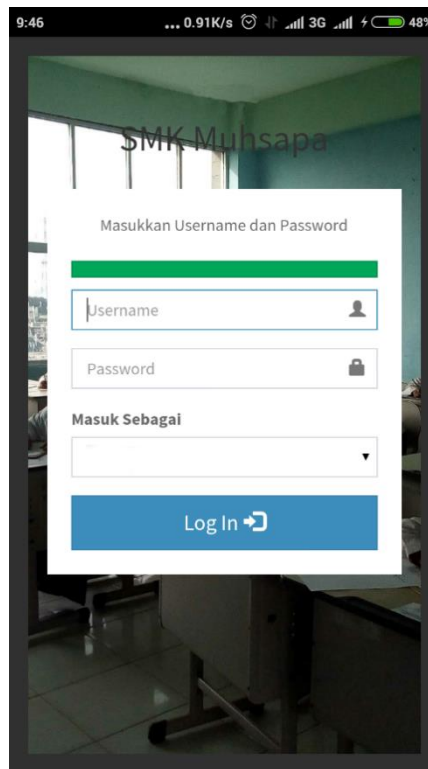 9:46 ... 0.91K/s 3G 48%
SMK Muhsapa
Masukkan Username dan Password
Username
Password
Masuk Sebagai
Log In